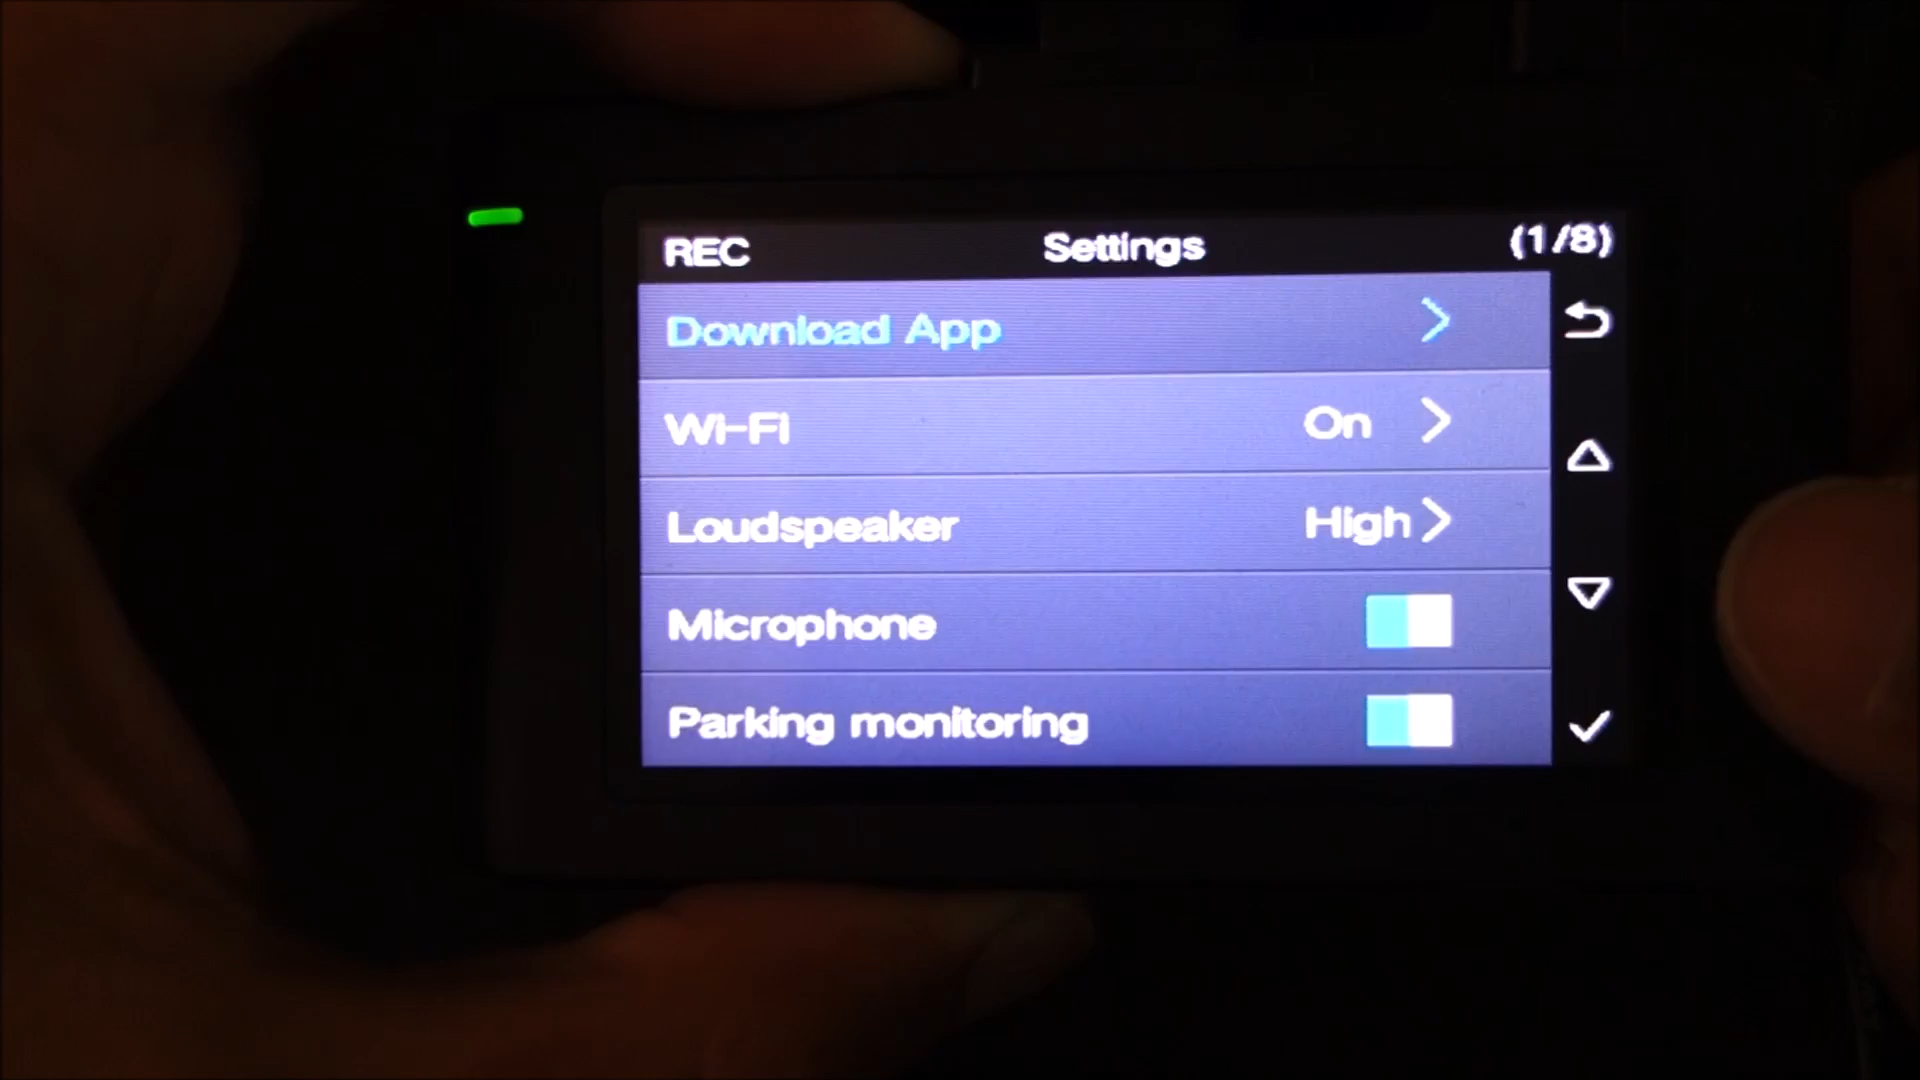 REC Settings (1/8)
Download App
Wi-Fi On
Loudspeaker High
Microphone
Parking monitoring